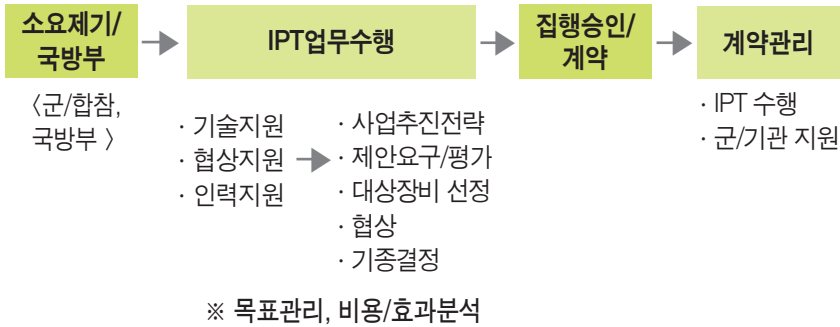 소요제기/
국방부
IPT업무수행
집행승인/
계약
계약관리
〈군/합참,
국방부 〉
· 기술지원
· 협상지원
· 인력지원
· 사업추진전략
· 제안요구/평가
· 대상장비 선정
· 협상
· 기종결정
· IPT 수행
· 군/기관 지원
※ 목표관리, 비용/효과분석